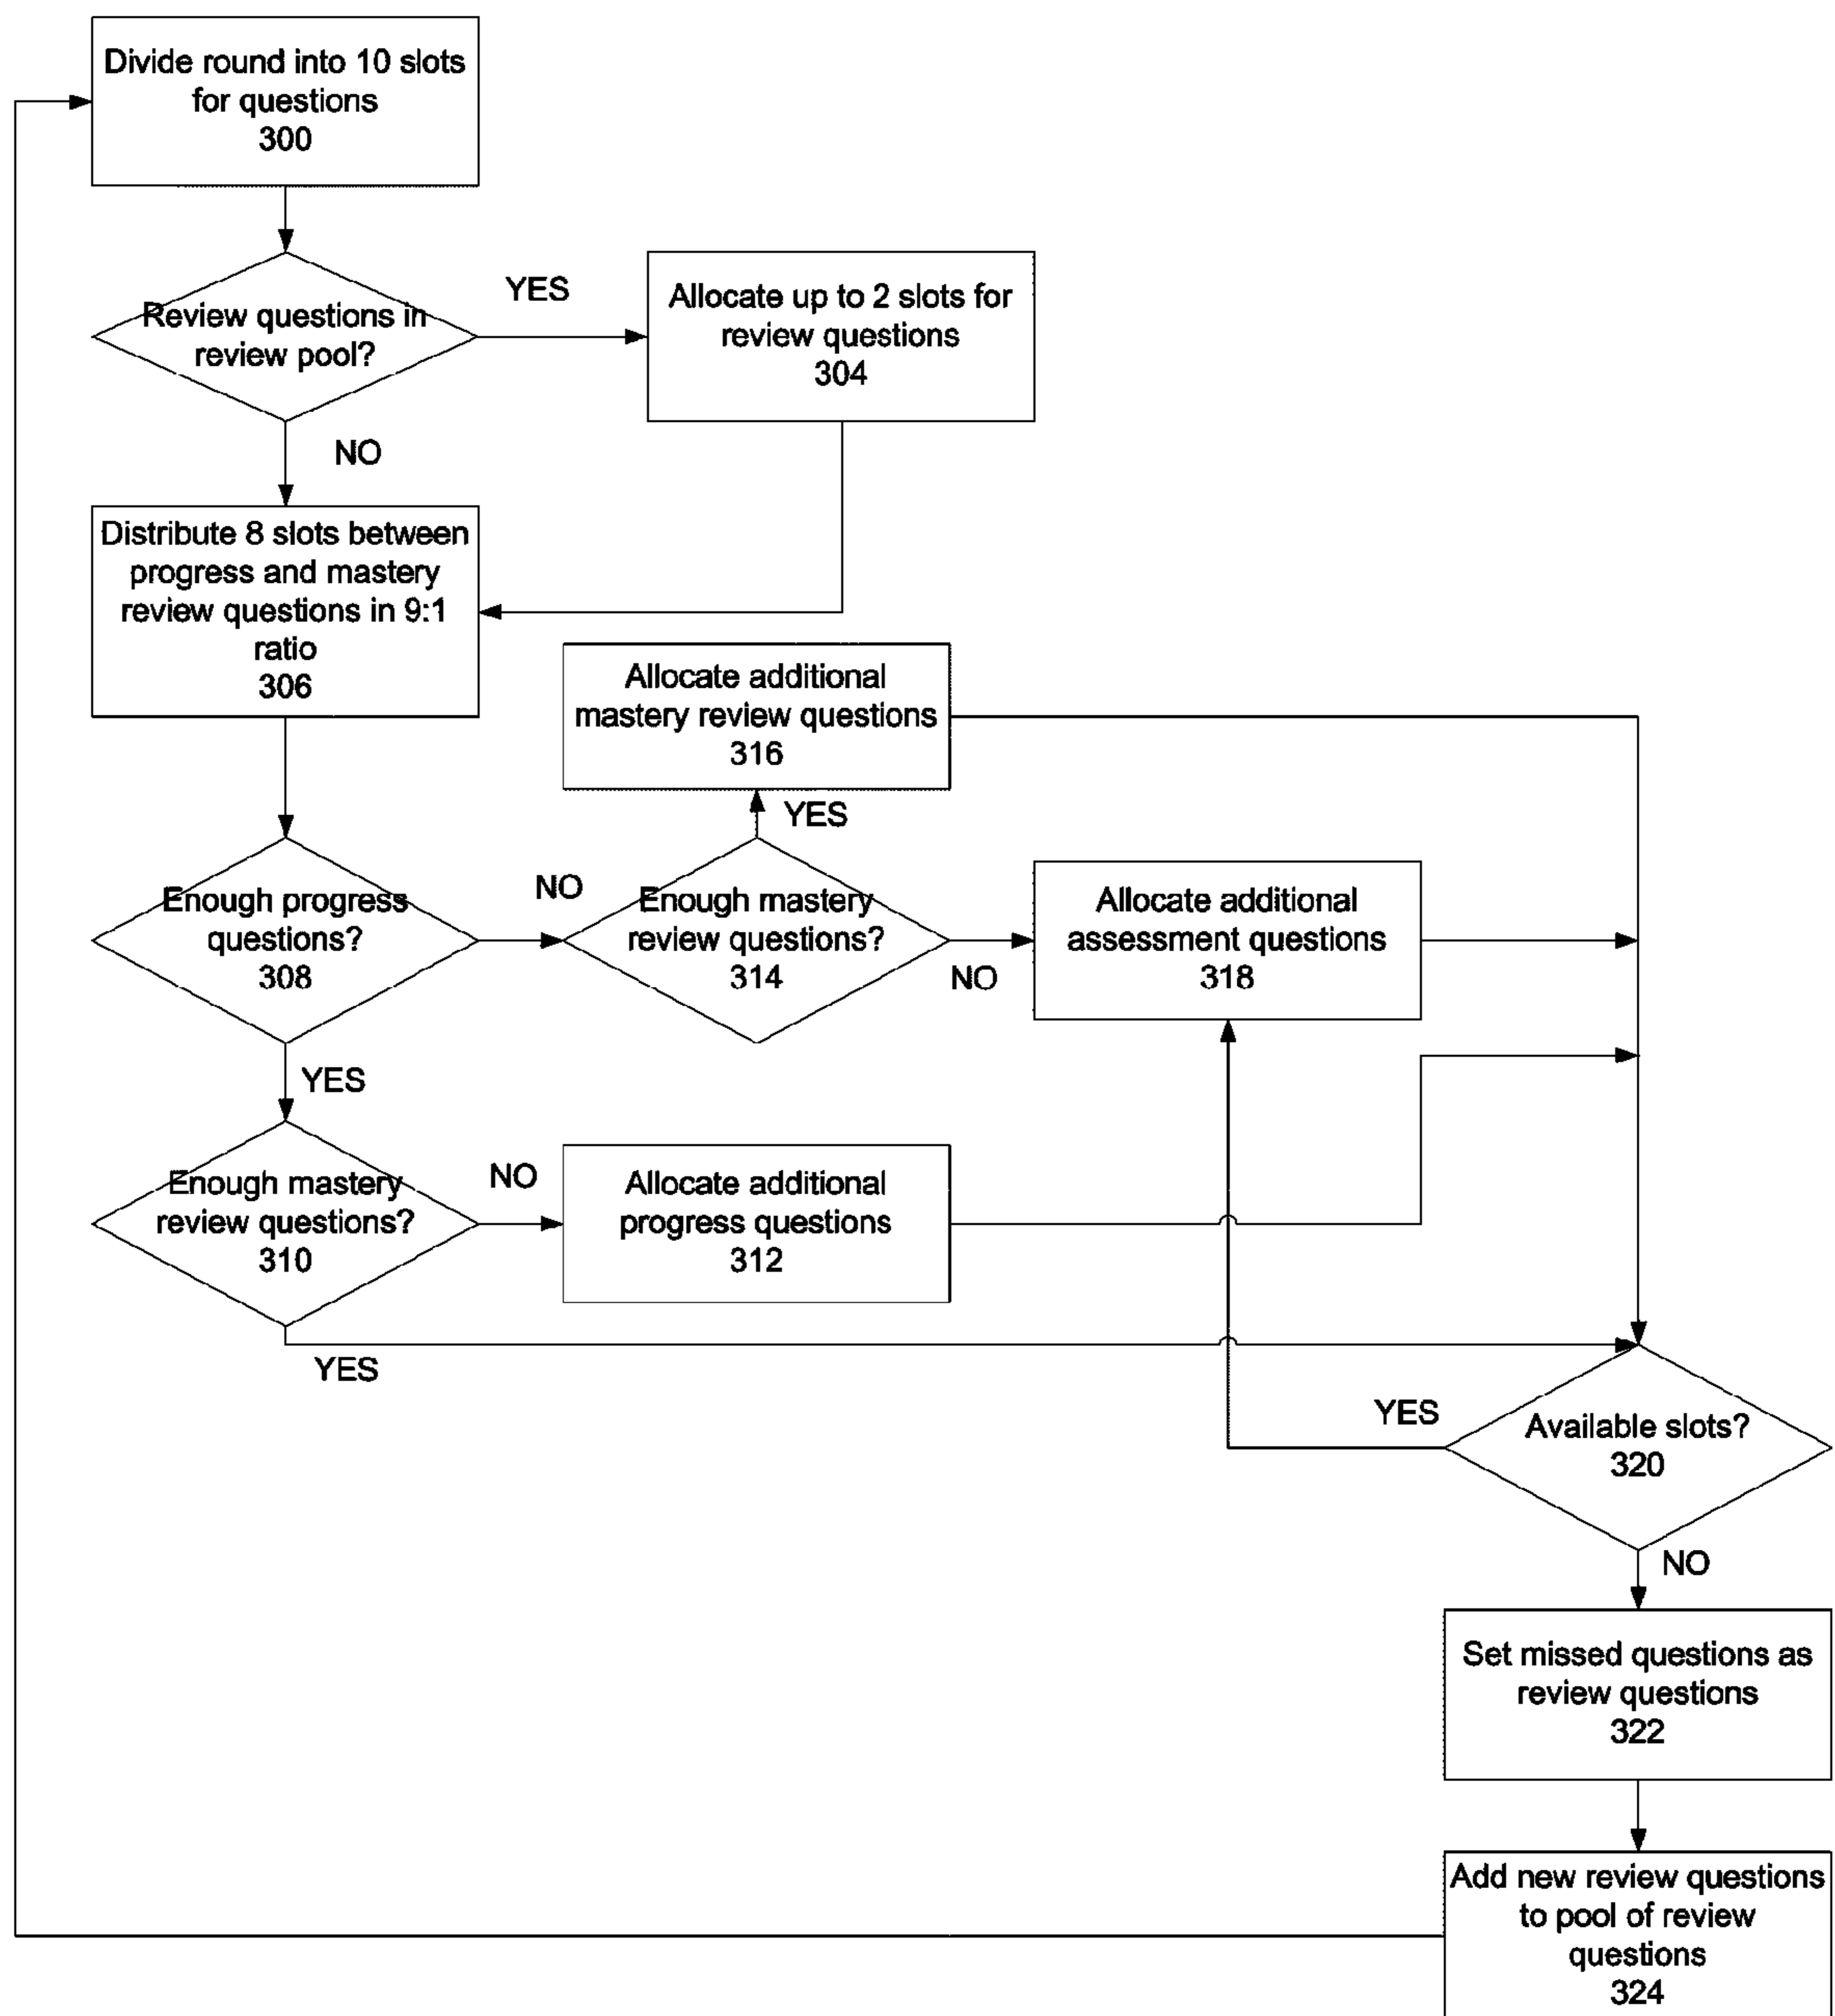 Divide round into 10 slots
for questions
300
Review questions in
review pool?
YES
Allocate up to 2 slots for
review questions
304
NO
Distribute 8 slots between
progress and mastery
review questions in 9:1
ratio
306
Allocate additional
mastery review questions
316
YES
Enough progress
questions?
308
NO
Enough mastery
review questions?
314
NO
Allocate additional
assessment questions
318
YES
Enough mastery
review questions?
310
NO
Allocate additional
progress questions
312
YES
YES
Available slots?
320
NO
Set missed questions as
review questions
322
Add new review questions
to pool of review
questions
324